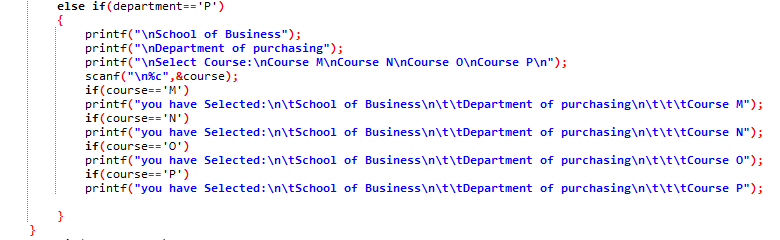 else if(department=='P')
{
printf("\nSchool of Business");
printf("\nDepartment of purchasing");
printf("\nSelect Course:\nCourse M\nCourse N\nCourse O\nCourse P\n");
scanf("\n%c",&course);
if(course=='M')
printf("you have Selected:\n\tSchool of Business\n\t\tDepartment of purchasing\n\t\t\tCourse M");
if(course=='N')
printf("you have Selected:\n\tSchool of Business\n\t\tDepartment of purchasing\n\t\t\tCourse N");
if(course=='O')
printf("you have Selected:\n\tSchool of Business\n\t\tDepartment of purchasing\n\t\t\tCourse O");
if(course=='P')
printf("you have Selected:\n\tSchool of Business\n\t\tDepartment of purchasing\n\t\t\tCourse P");
}
}